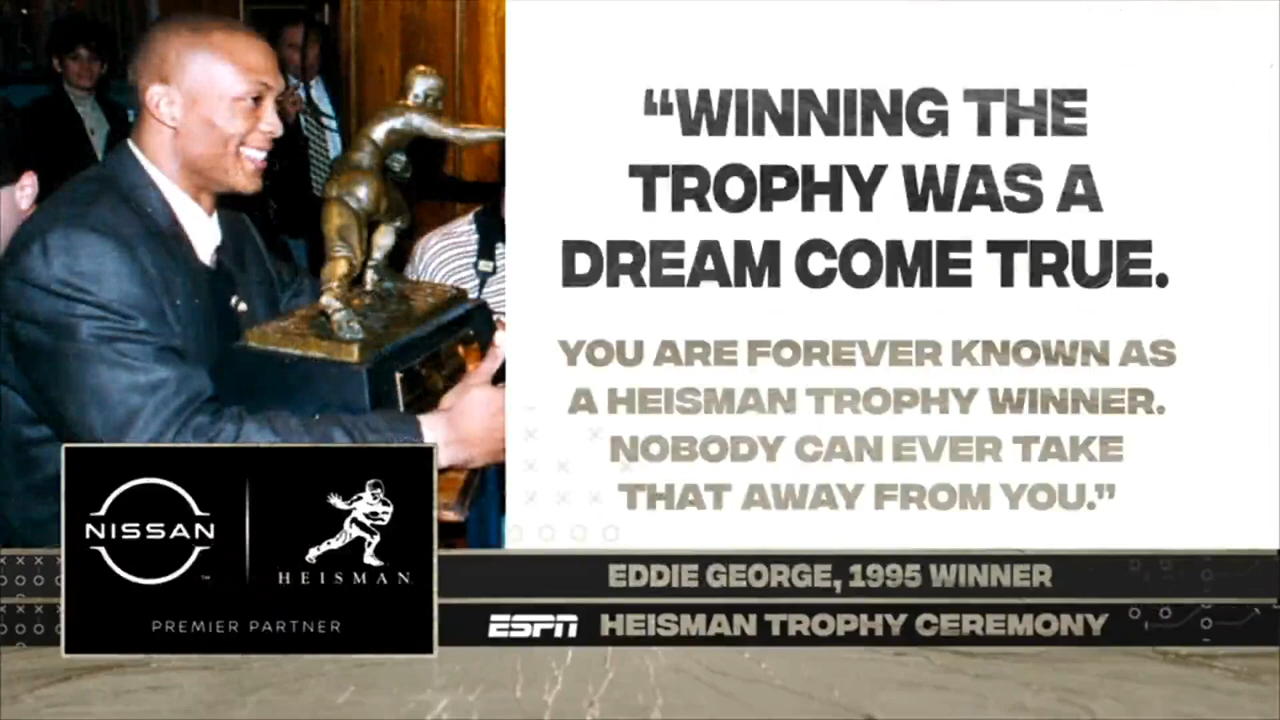 “WINNING THE
TROPHY WAS A
DREAM COME TRUE.
YOU ARE FOREVER KNOWN AS
A HEISMAN TROPHY WINNER.
NOBODY CAN EVER TAKE
THAT AWAY FROM YOU.”
NISSAN
TM
HEISMAN
PREMIER PARTNER
EDDIE GEORGE, 1995 WINNER
ESPN HEISMAN TROPHY CEREMONY